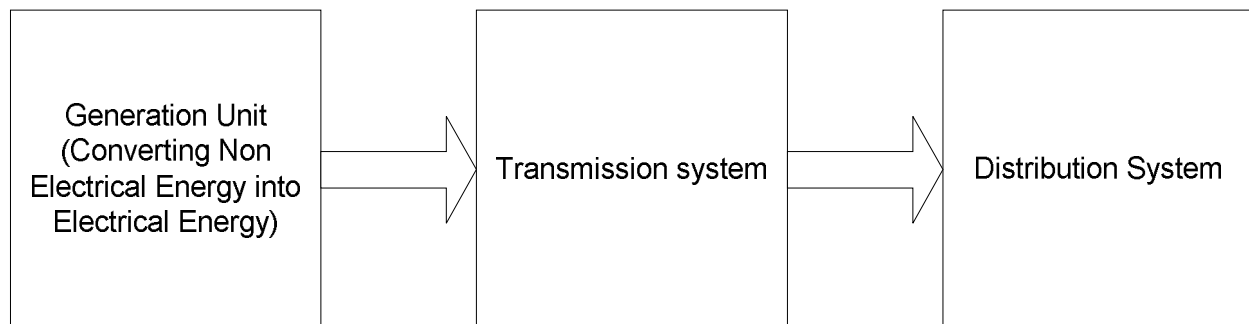 Generation Unit
(Converting Non
Electrical Energy into
Electrical Energy)
Transmission system
Distribution System